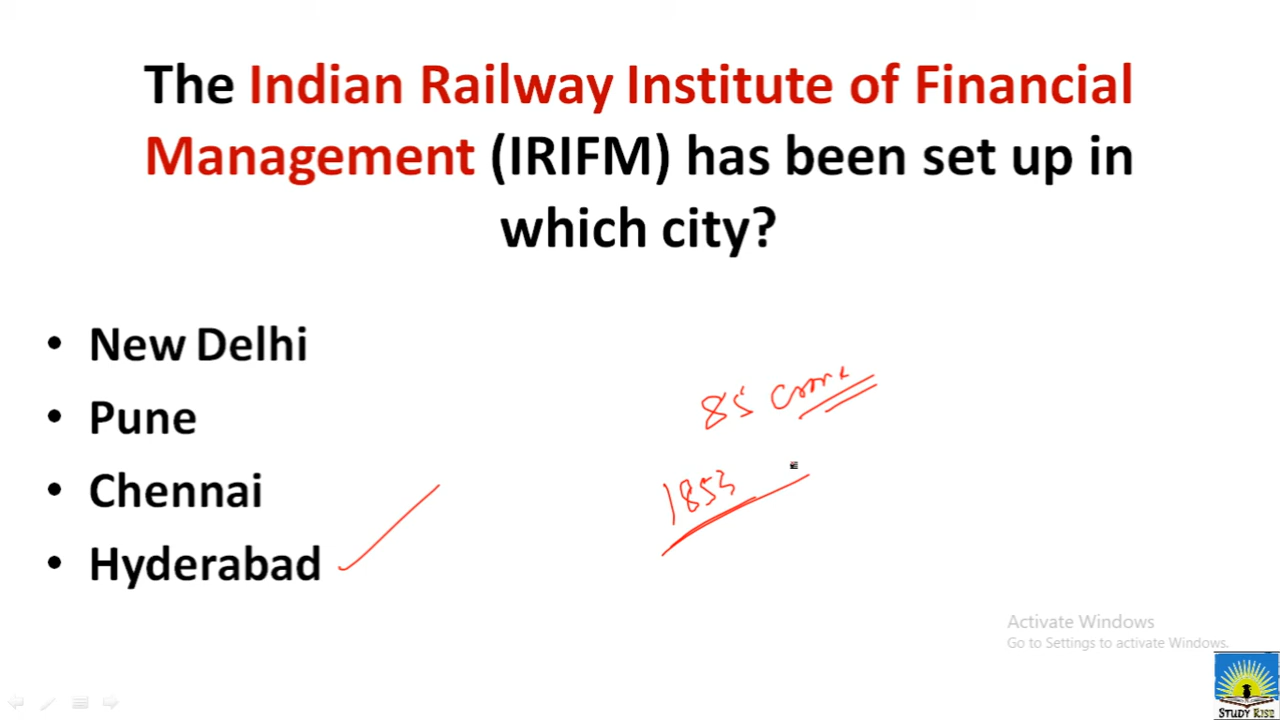 The Indian Railway Institute of Financial
Management (IRIFM) has been set up in
which city?
• New Delhi
• Pune
• Chennai
• Hyderabad
85 crore
1853
Activate Windows
Go to Settings to activate Windows.
STUDY RISE